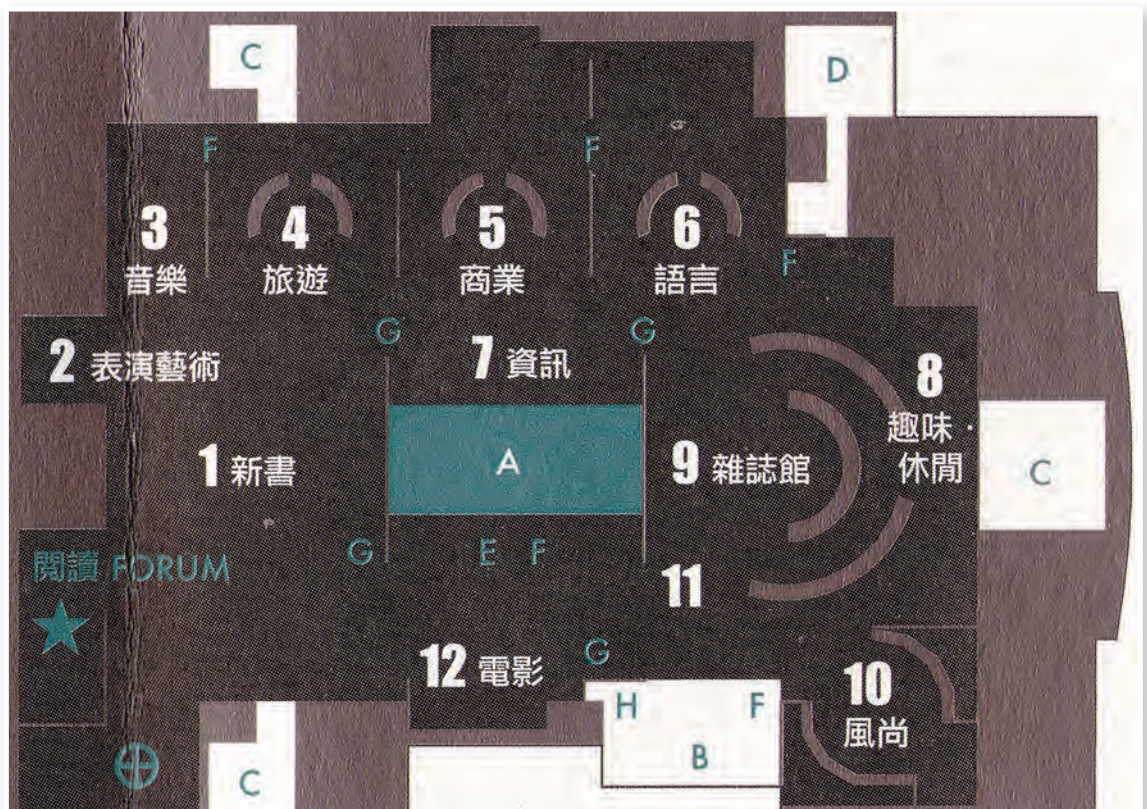 C
D
F
F
3
音樂
4
旅遊
5
商業
6
語言
F
G
G
2 表演藝術
7 資訊
8
趣味·
休閒
1 新書
A
9 雜誌館
C
G
E
F
閱讀 FORUM
11
12 電影
G
10
風尚
H
F
B
C